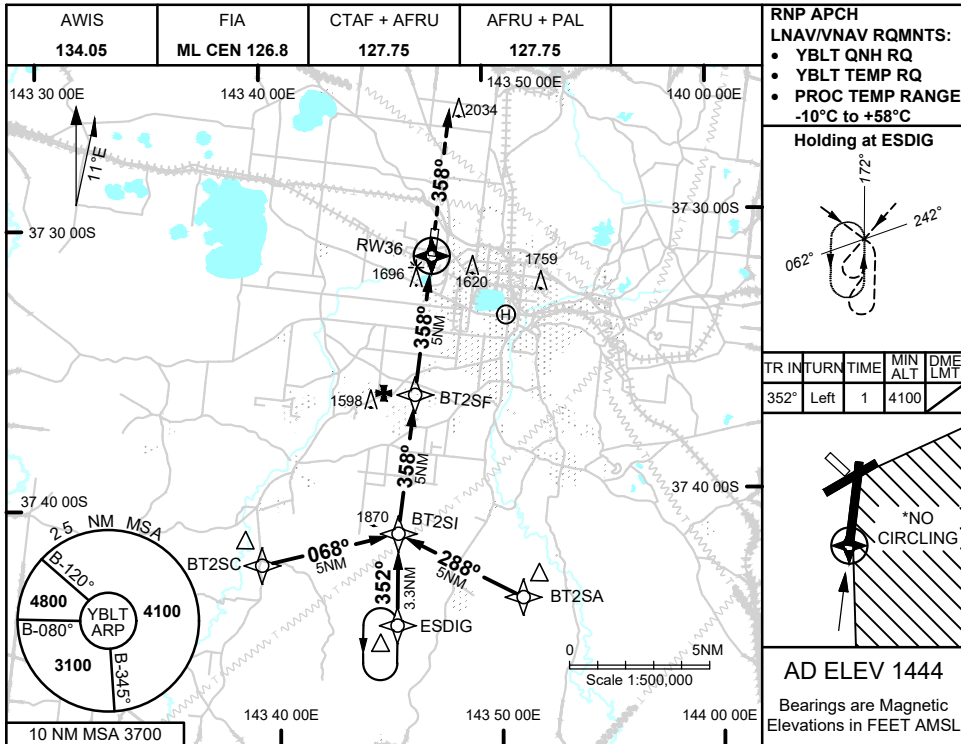 AWIS
134.05
FIA
ML CEN 126.8
CTAF + AFRU
127.75
AFRU + PAL
127.75
RNP APCH
LNAV/VNAV RQMNTS:
• YBLT QNH RQ
• YBLT TEMP RQ
• PROC TEMP RANGE
-10°C to +58°C
143 30 00E
143 40 00E
143 50 00E
140 00 00E
11°E
2034
358º
37 30 00S
37 30 00S
RW36
1696
1620
1759
H
358º
5NM
1598
BT2SF
358º
5NM
37 40 00S
37 40 00S
1870
BT2SI
BT2SC
068º
5NM
288º
5NM
BT2SA
352º
3.3NM
ESDIG
25 NM MSA
B-120°
4800
YBLT
ARP
4100
B-080°
3100
B-345°
10 NM MSA 3700
0
5NM
Scale 1:500,000
143 40 00E
143 50 00E
144 00 00E
Holding at ESDIG
172°
242°
062°
TR IN
TURN
TIME
MIN
ALT
DME
LMT
352°
Left
1
4100
*NO
CIRCLING
AD ELEV 1444
Bearings are Magnetic
Elevations in FEET AMSL